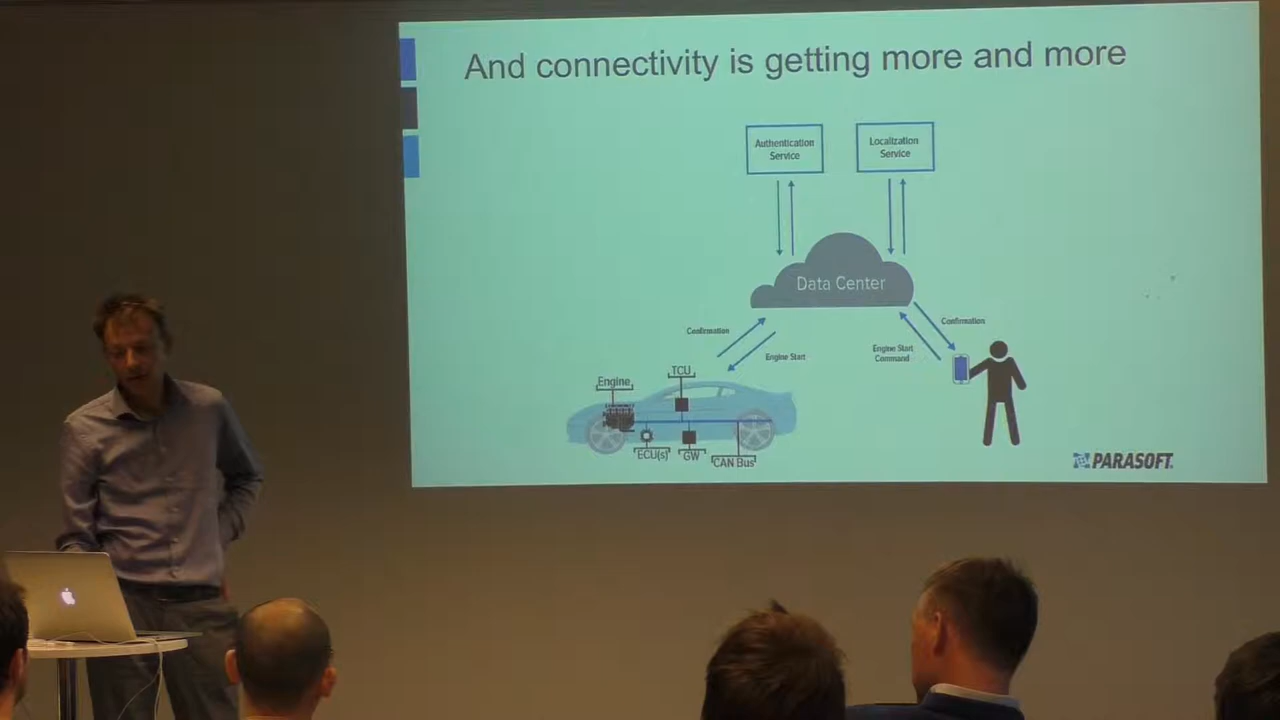 And connectivity is getting more and more
Authentication
Service
Localization
Service
Data Center
Confirmation
Engine Start
Confirmation
Engine Start
Command
Engine
TCU
ECU(s)
GW
CAN Bus
PARASOFT